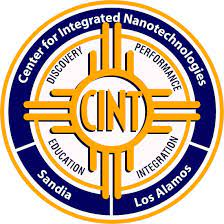 Center for Integrated Nanotechnologies
DISCOVERY
PERFORMANCE
CINT
EDUCATION
INTEGRATION
Sandia
Los Alamos